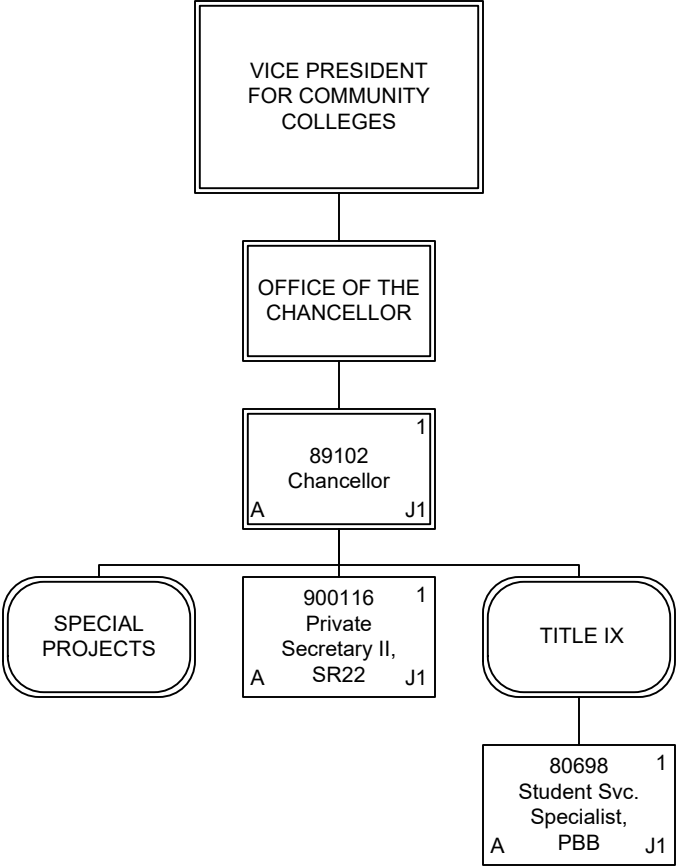 VICE PRESIDENT
FOR COMMUNITY
COLLEGES
OFFICE OF THE
CHANCELLOR
1
89102
Chancellor
A J1
SPECIAL
PROJECTS
900116 1
Private
Secretary II,
SR22
A J1
TITLE IX
80698 1
Student Svc.
Specialist,
PBB
A J1